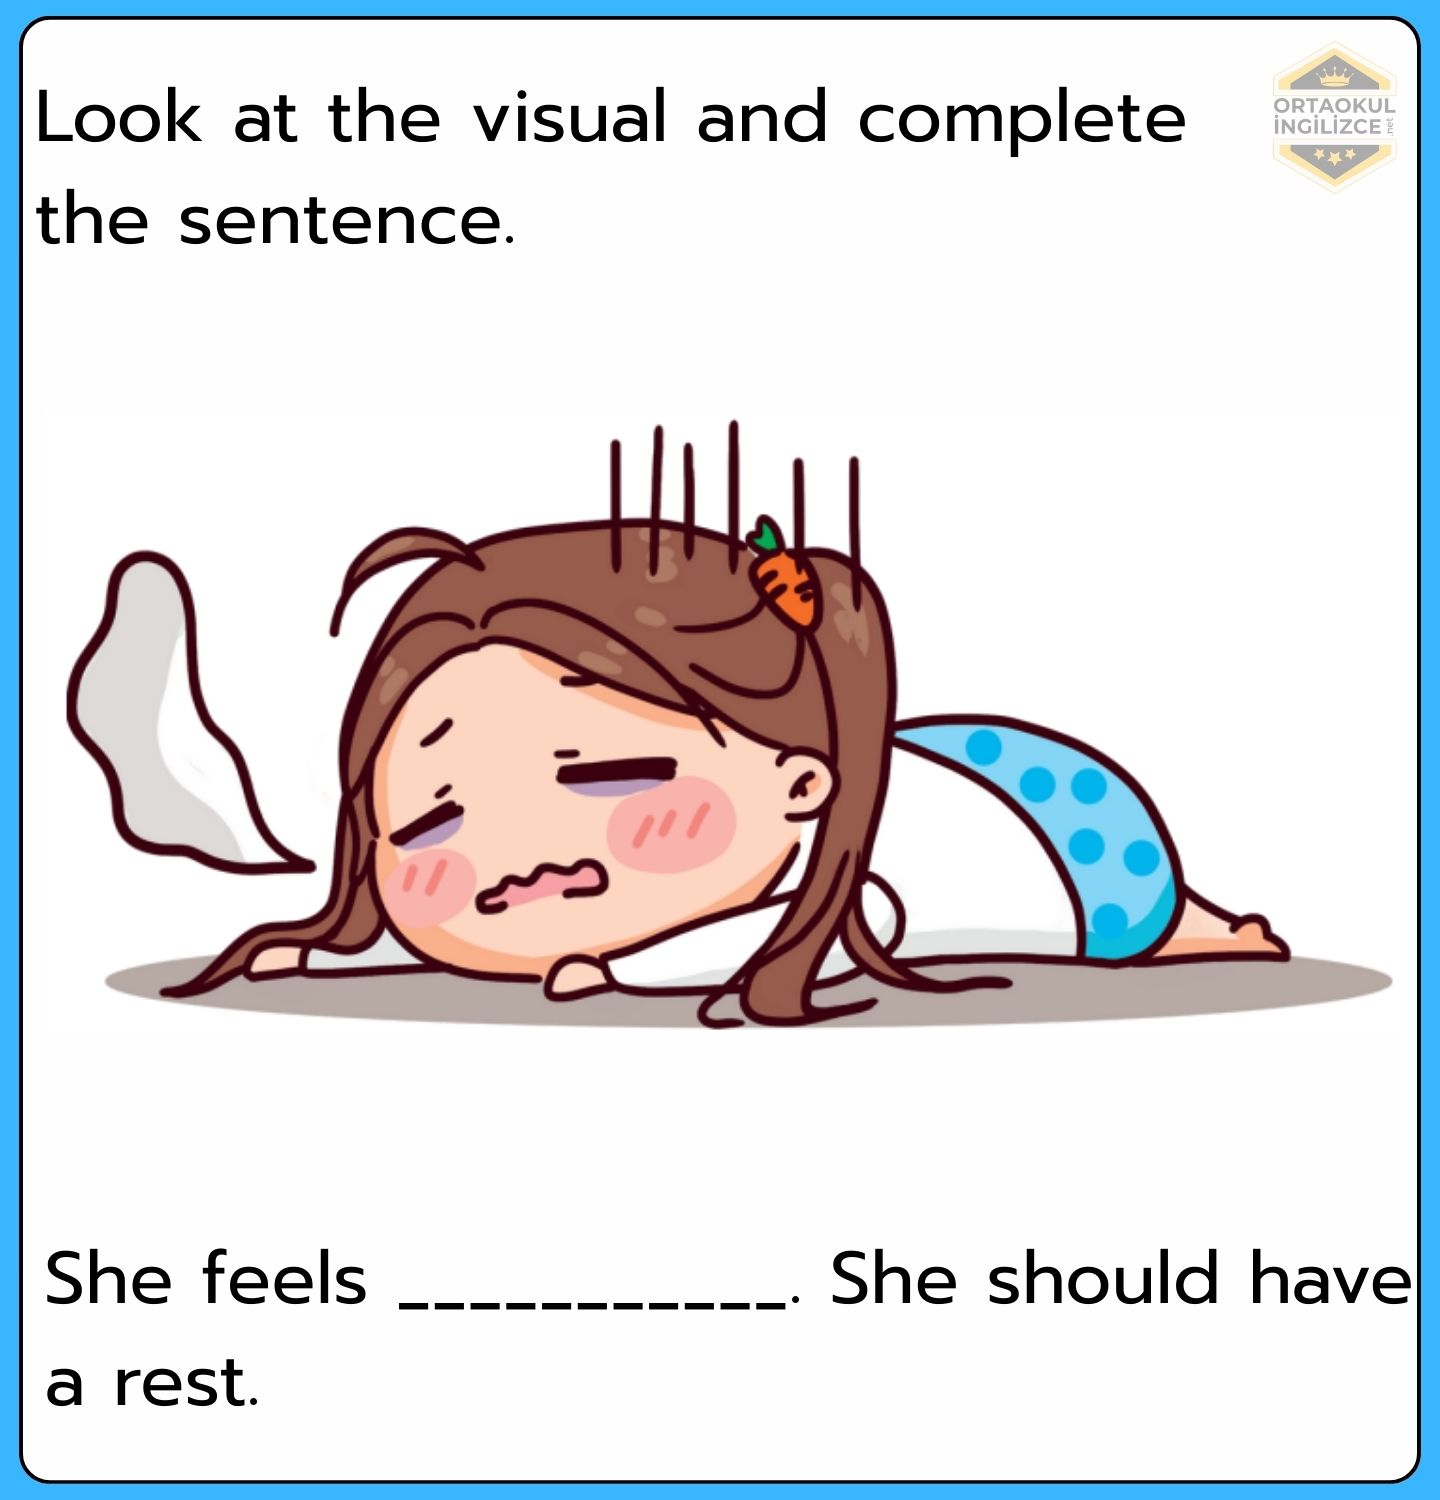 Look at the visual and complete
the sentence.
ORTAOKUL
İNGİLİZCE.net
She feels ___________. She should have
a rest.